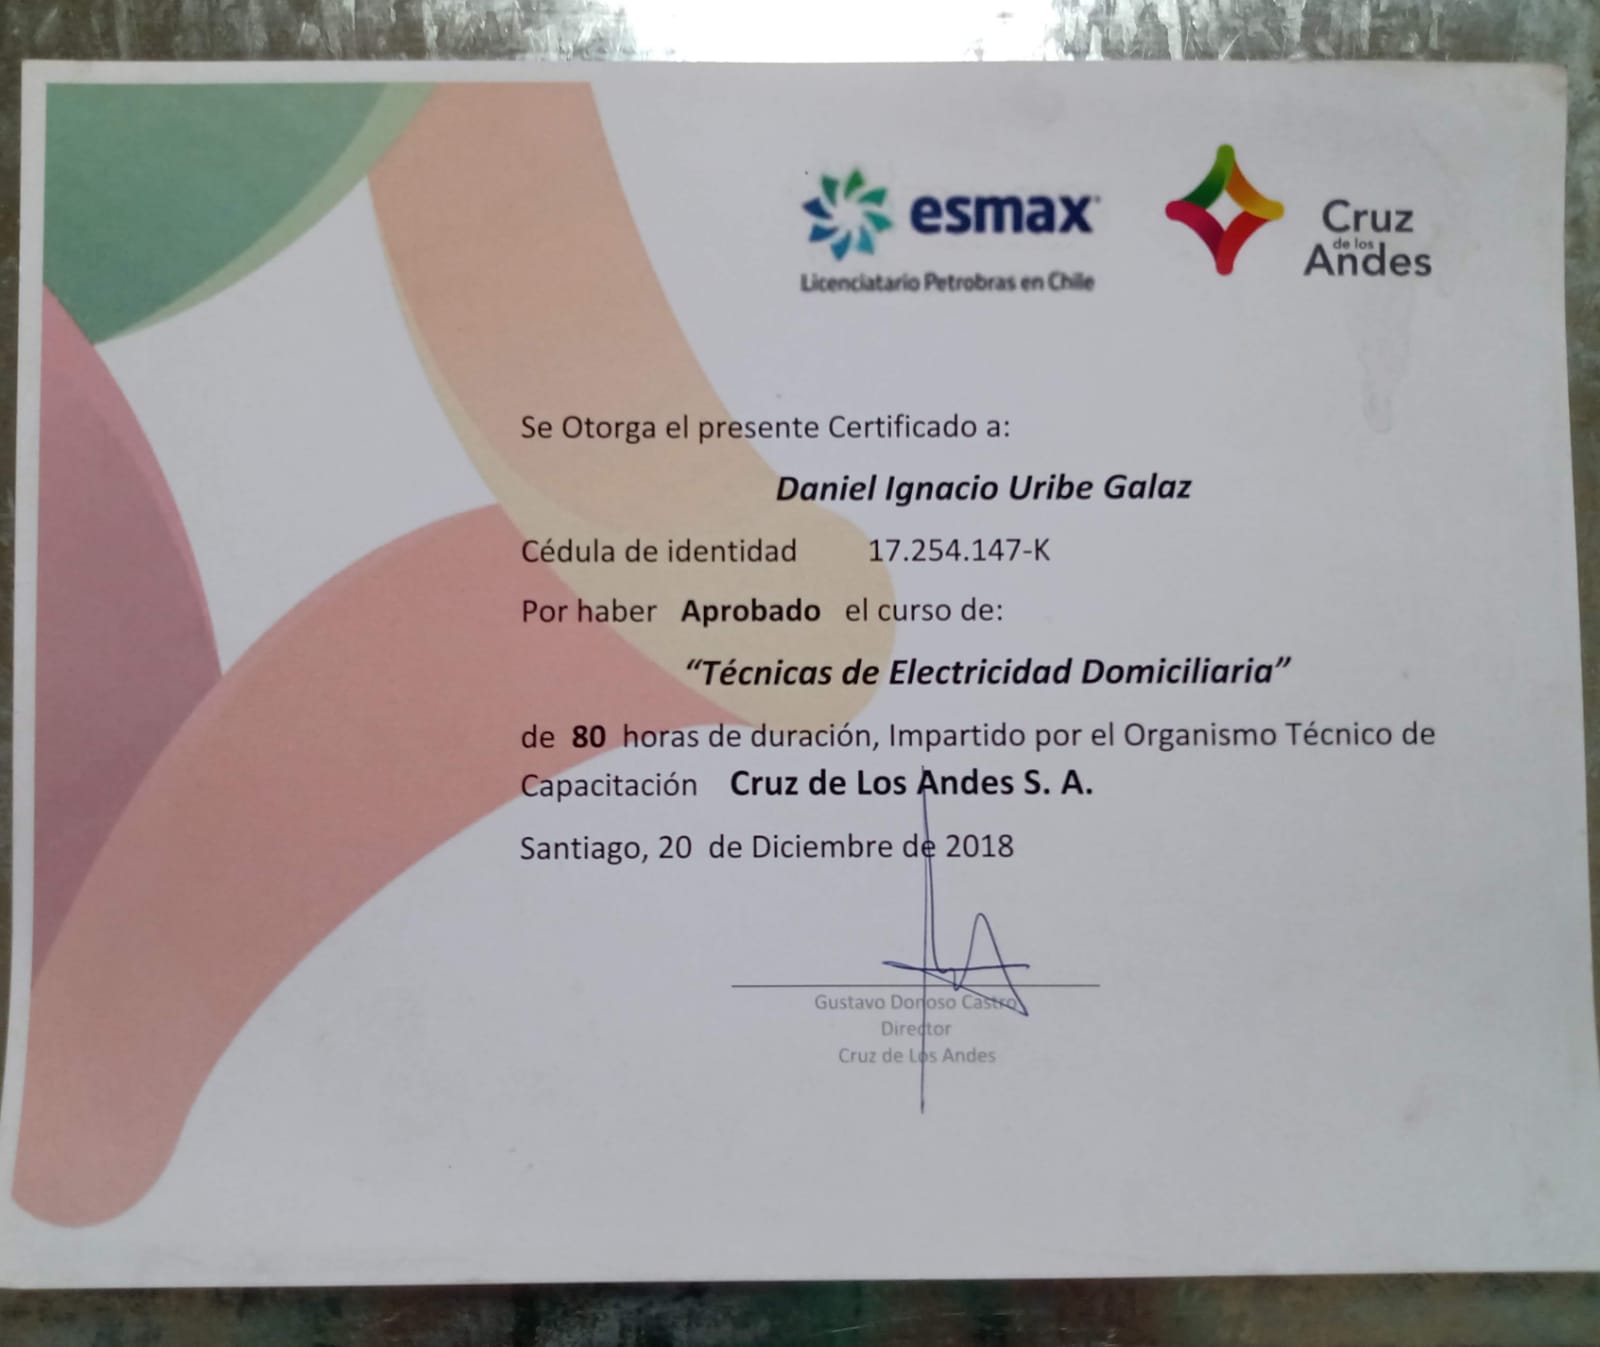 esmax
Licenciatario Petrobras en Chile
Cruz
de los
Andes
Se Otorga el presente Certificado a:
Daniel Ignacio Uribe Galaz
Cédula de identidad 17.254.147-K
Por haber Aprobado el curso de:
“Técnicas de Electricidad Domiciliaria”
de 80 horas de duración, Impartido por el Organismo Técnico de
Capacitación Cruz de Los Andes S. A.
Santiago, 20 de Diciembre de 2018
Gustavo Donoso Castro
Director
Cruz de Los Andes